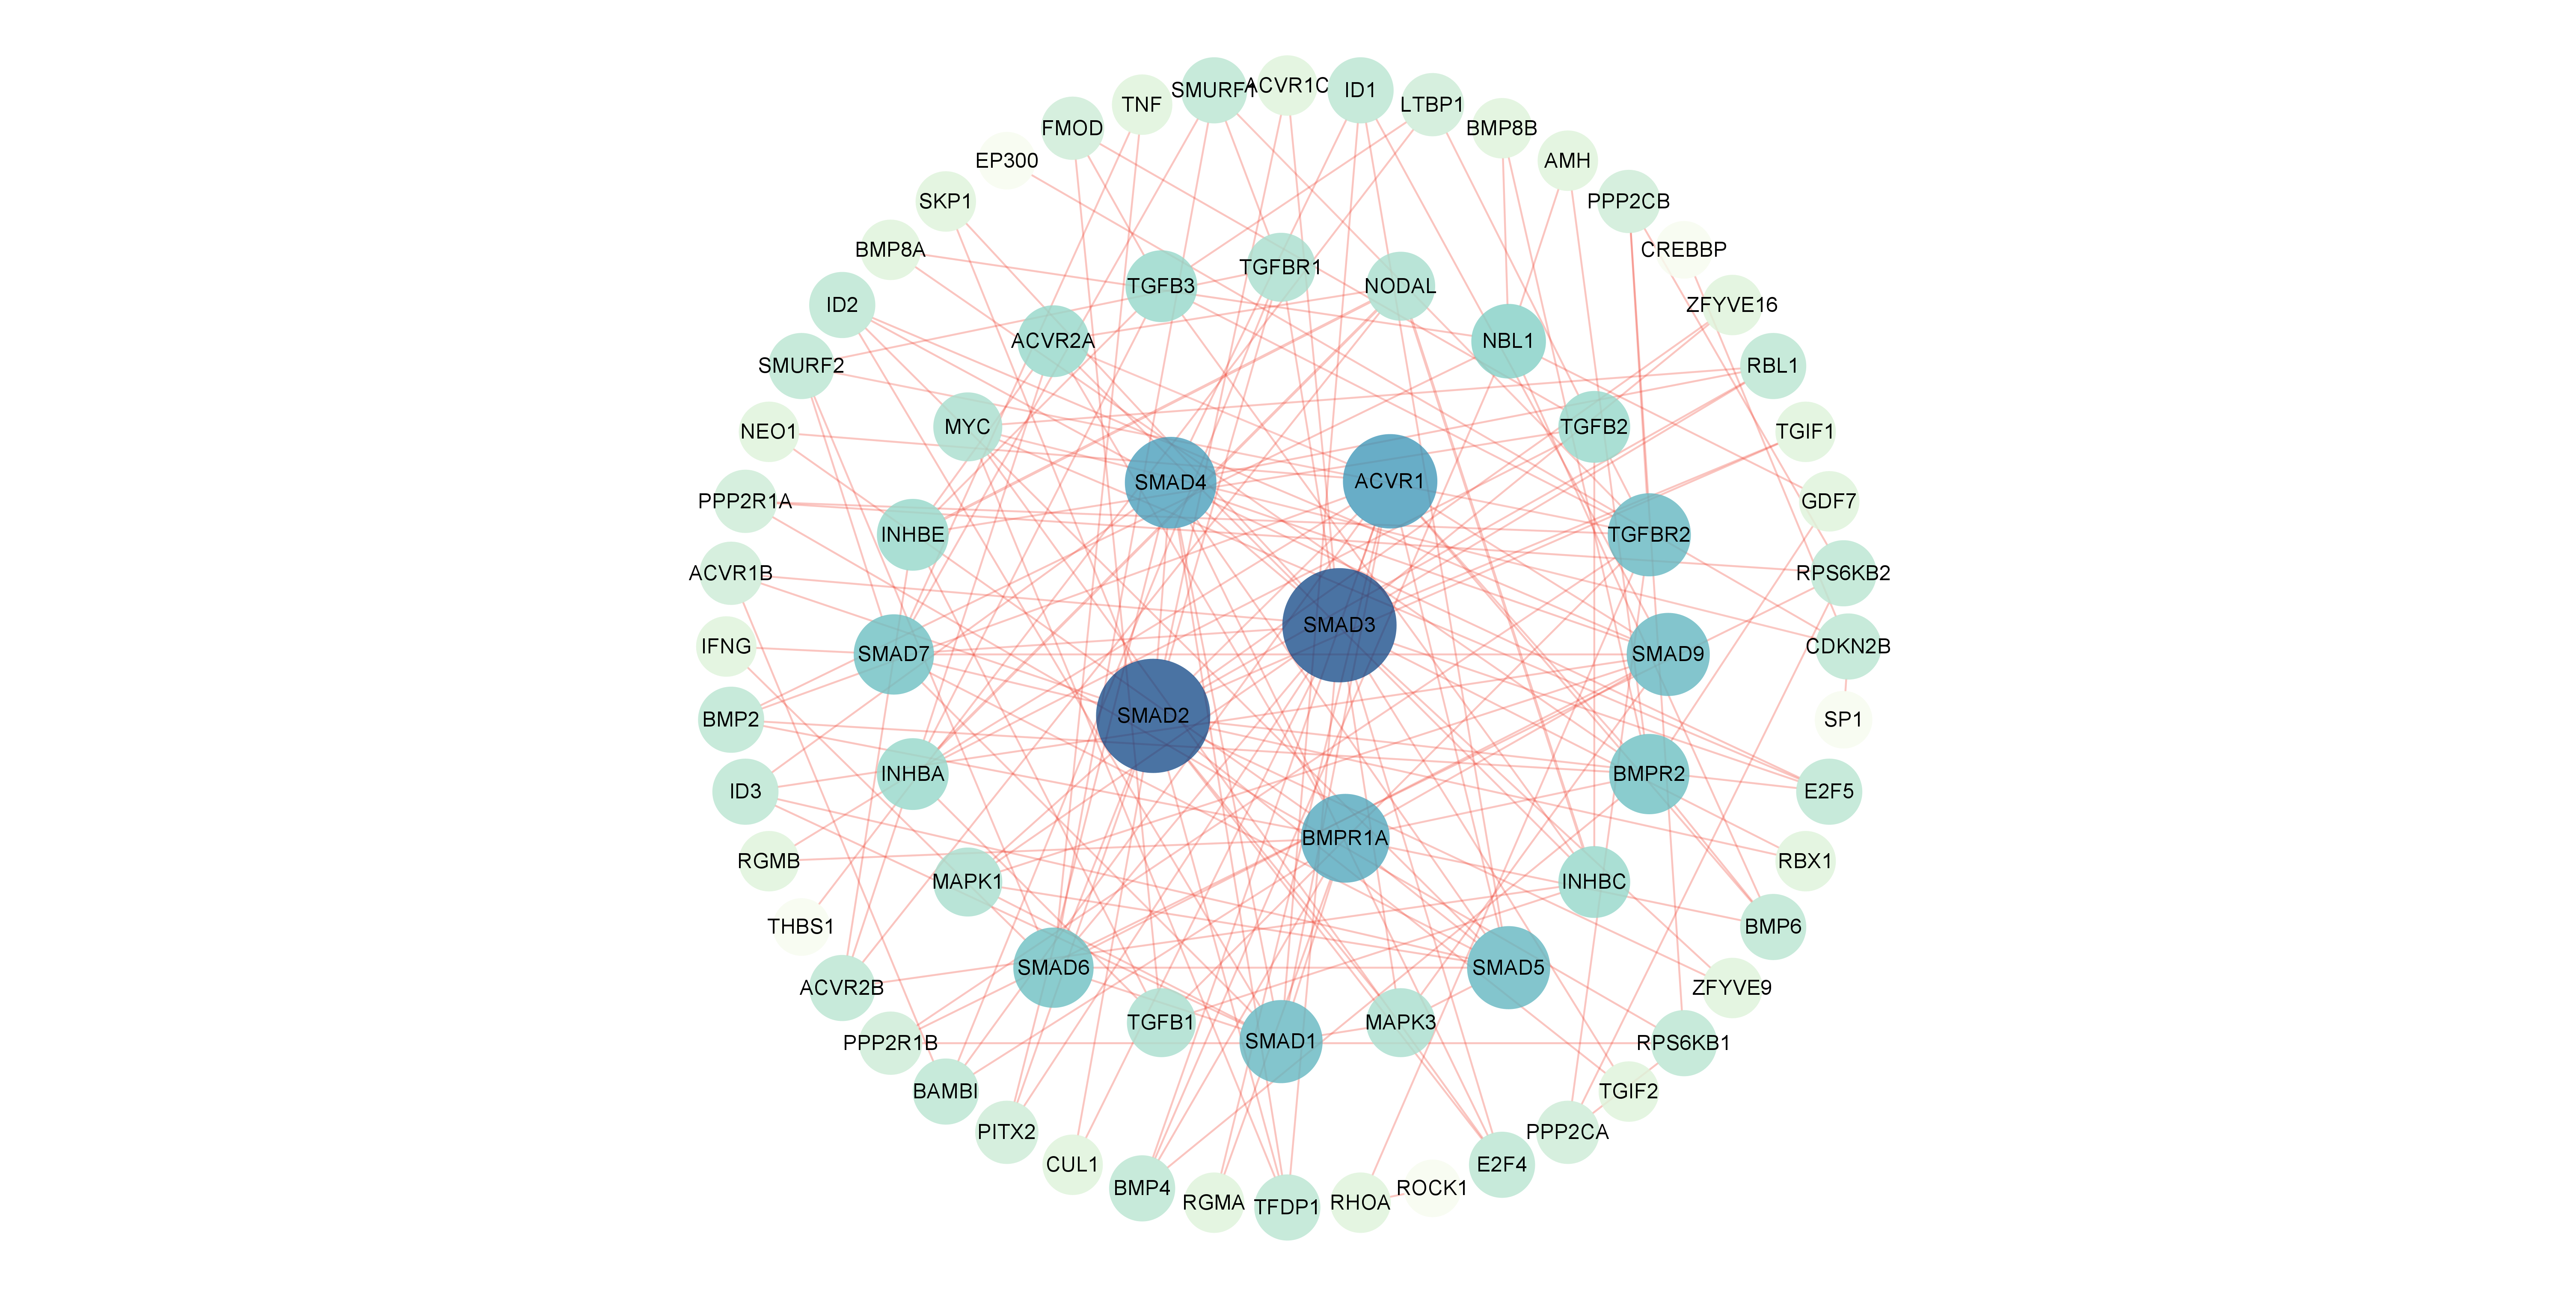 ACVR1C
SMURF1
ID1
TNF
LTBP1
FMOD
BMP8B
EP300
AMH
SKP1
PPP2CB
BMP8A
CREBBP
TGFBR1
TGFB3
NODAL
ID2
ZFYVE16
ACVR2A
NBL1
SMURF2
RBL1
MYC
TGFB2
NEO1
TGIF1
SMAD4
ACVR1
PPP2R1A
GDF7
INHBE
TGFBR2
ACVR1B
RPS6KB2
SMAD3
IFNG
CDKN2B
SMAD7
SMAD9
SMAD2
BMP2
SP1
INHBA
BMPR2
ID3
E2F5
BMPR1A
RGMB
RBX1
MAPK1
INHBC
THBS1
BMP6
SMAD6
SMAD5
ACVR2B
ZFYVE9
TGFB1
MAPK3
SMAD1
PPP2R1B
RPS6KB1
BAMBI
TGIF2
PITX2
PPP2CA
CUL1
E2F4
BMP4
ROCK1
RGMA
RHOA
TFDP1